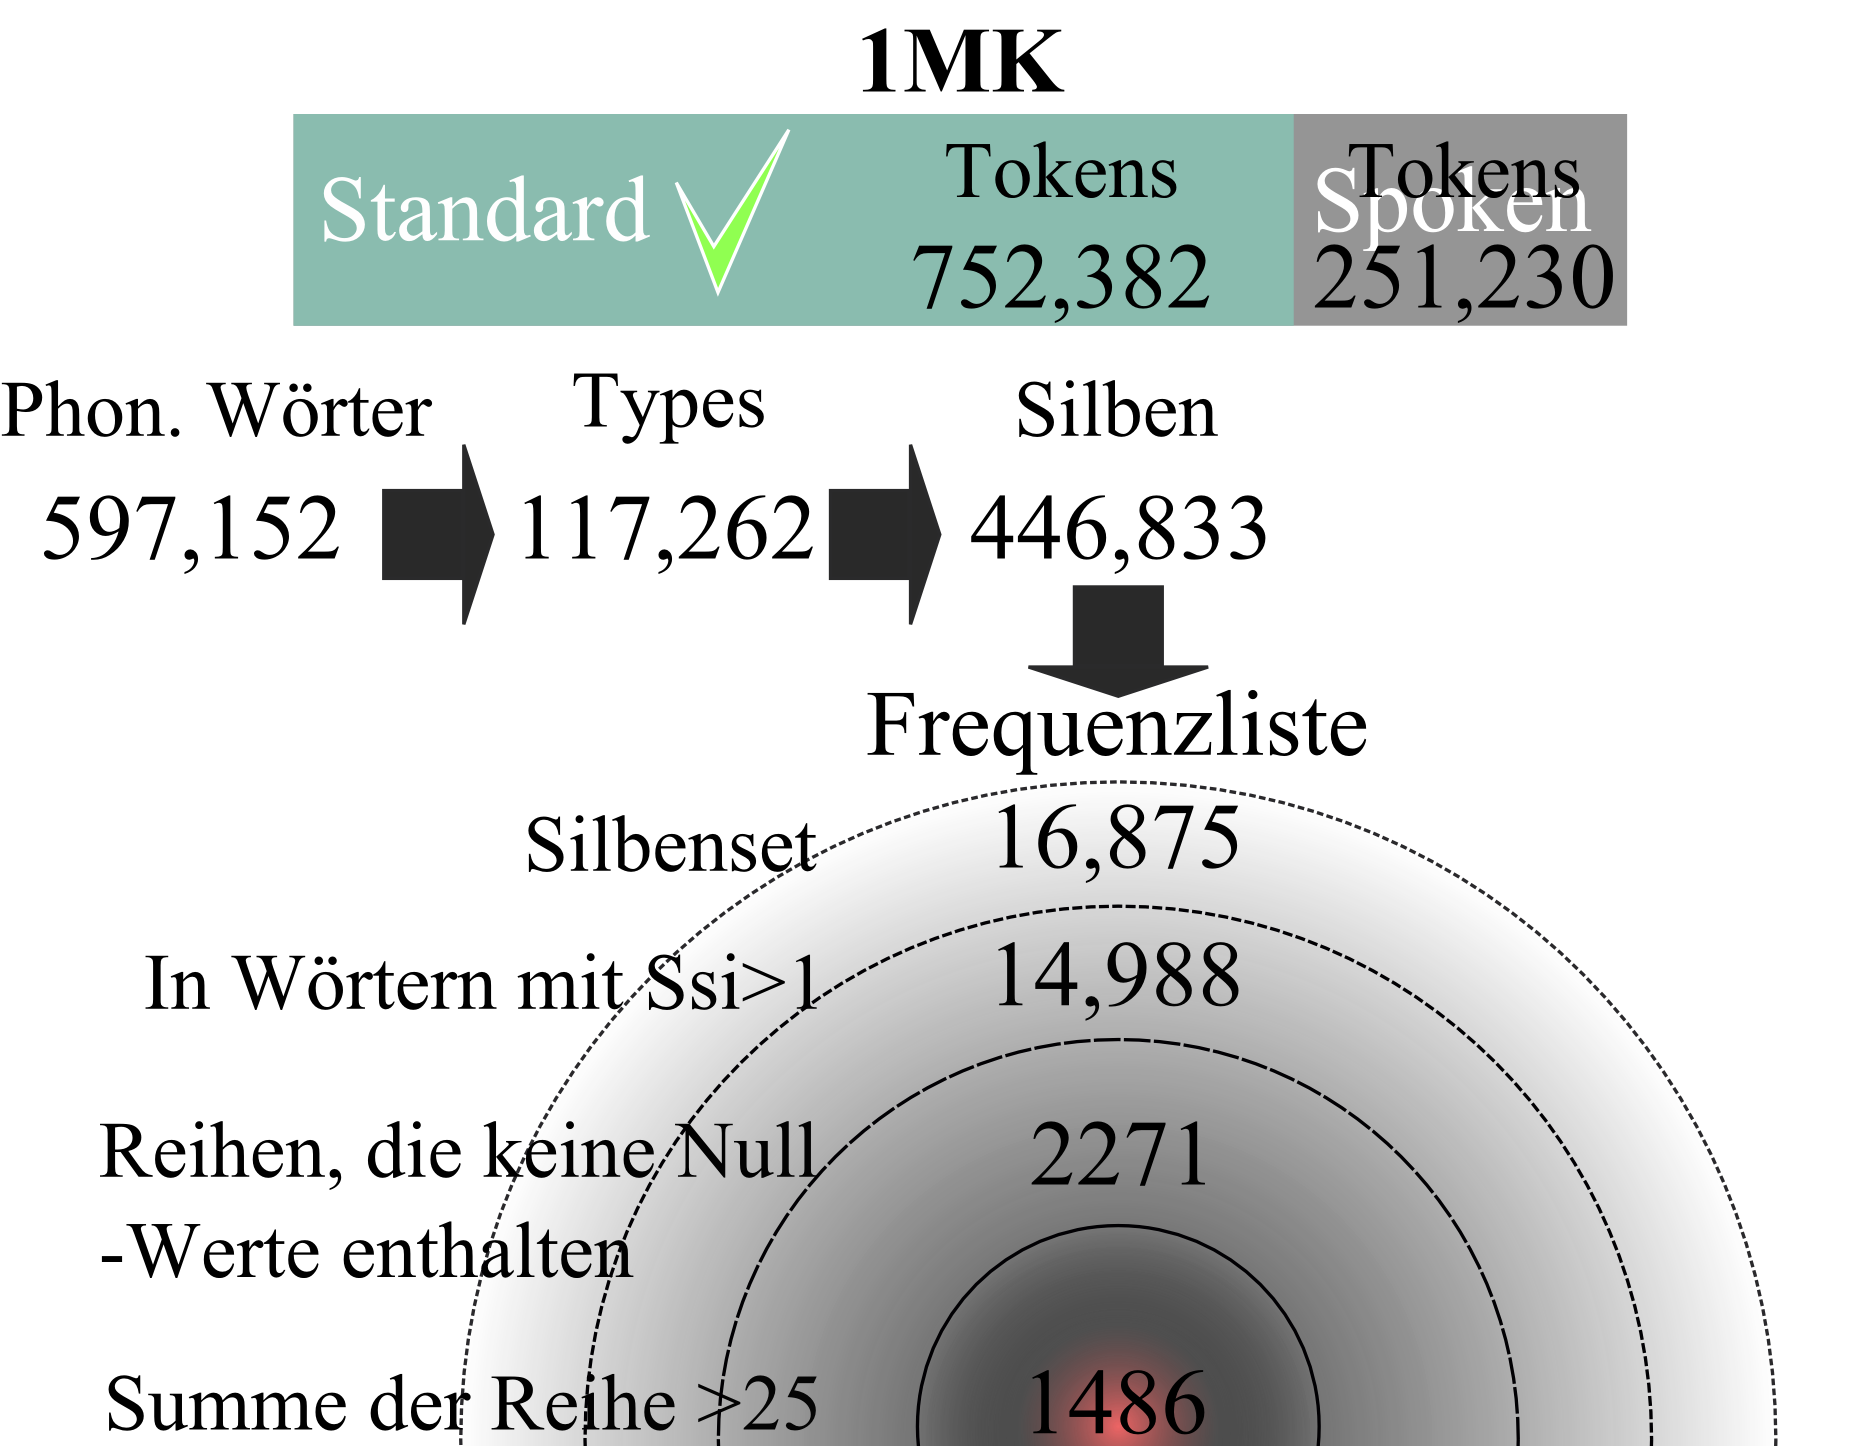 1MK
Standard Tokens Tokens
Spoken
752,382 251,230
Phon. Wörter Types Silben
597,152 117,262 446,833
Frequenzliste
Silbenset 16,875
In Wörtern mit Ssi>1 14,988
Reihen, die keine Null 2271
-Werte enthalten
Summe der Reihe >25 1486